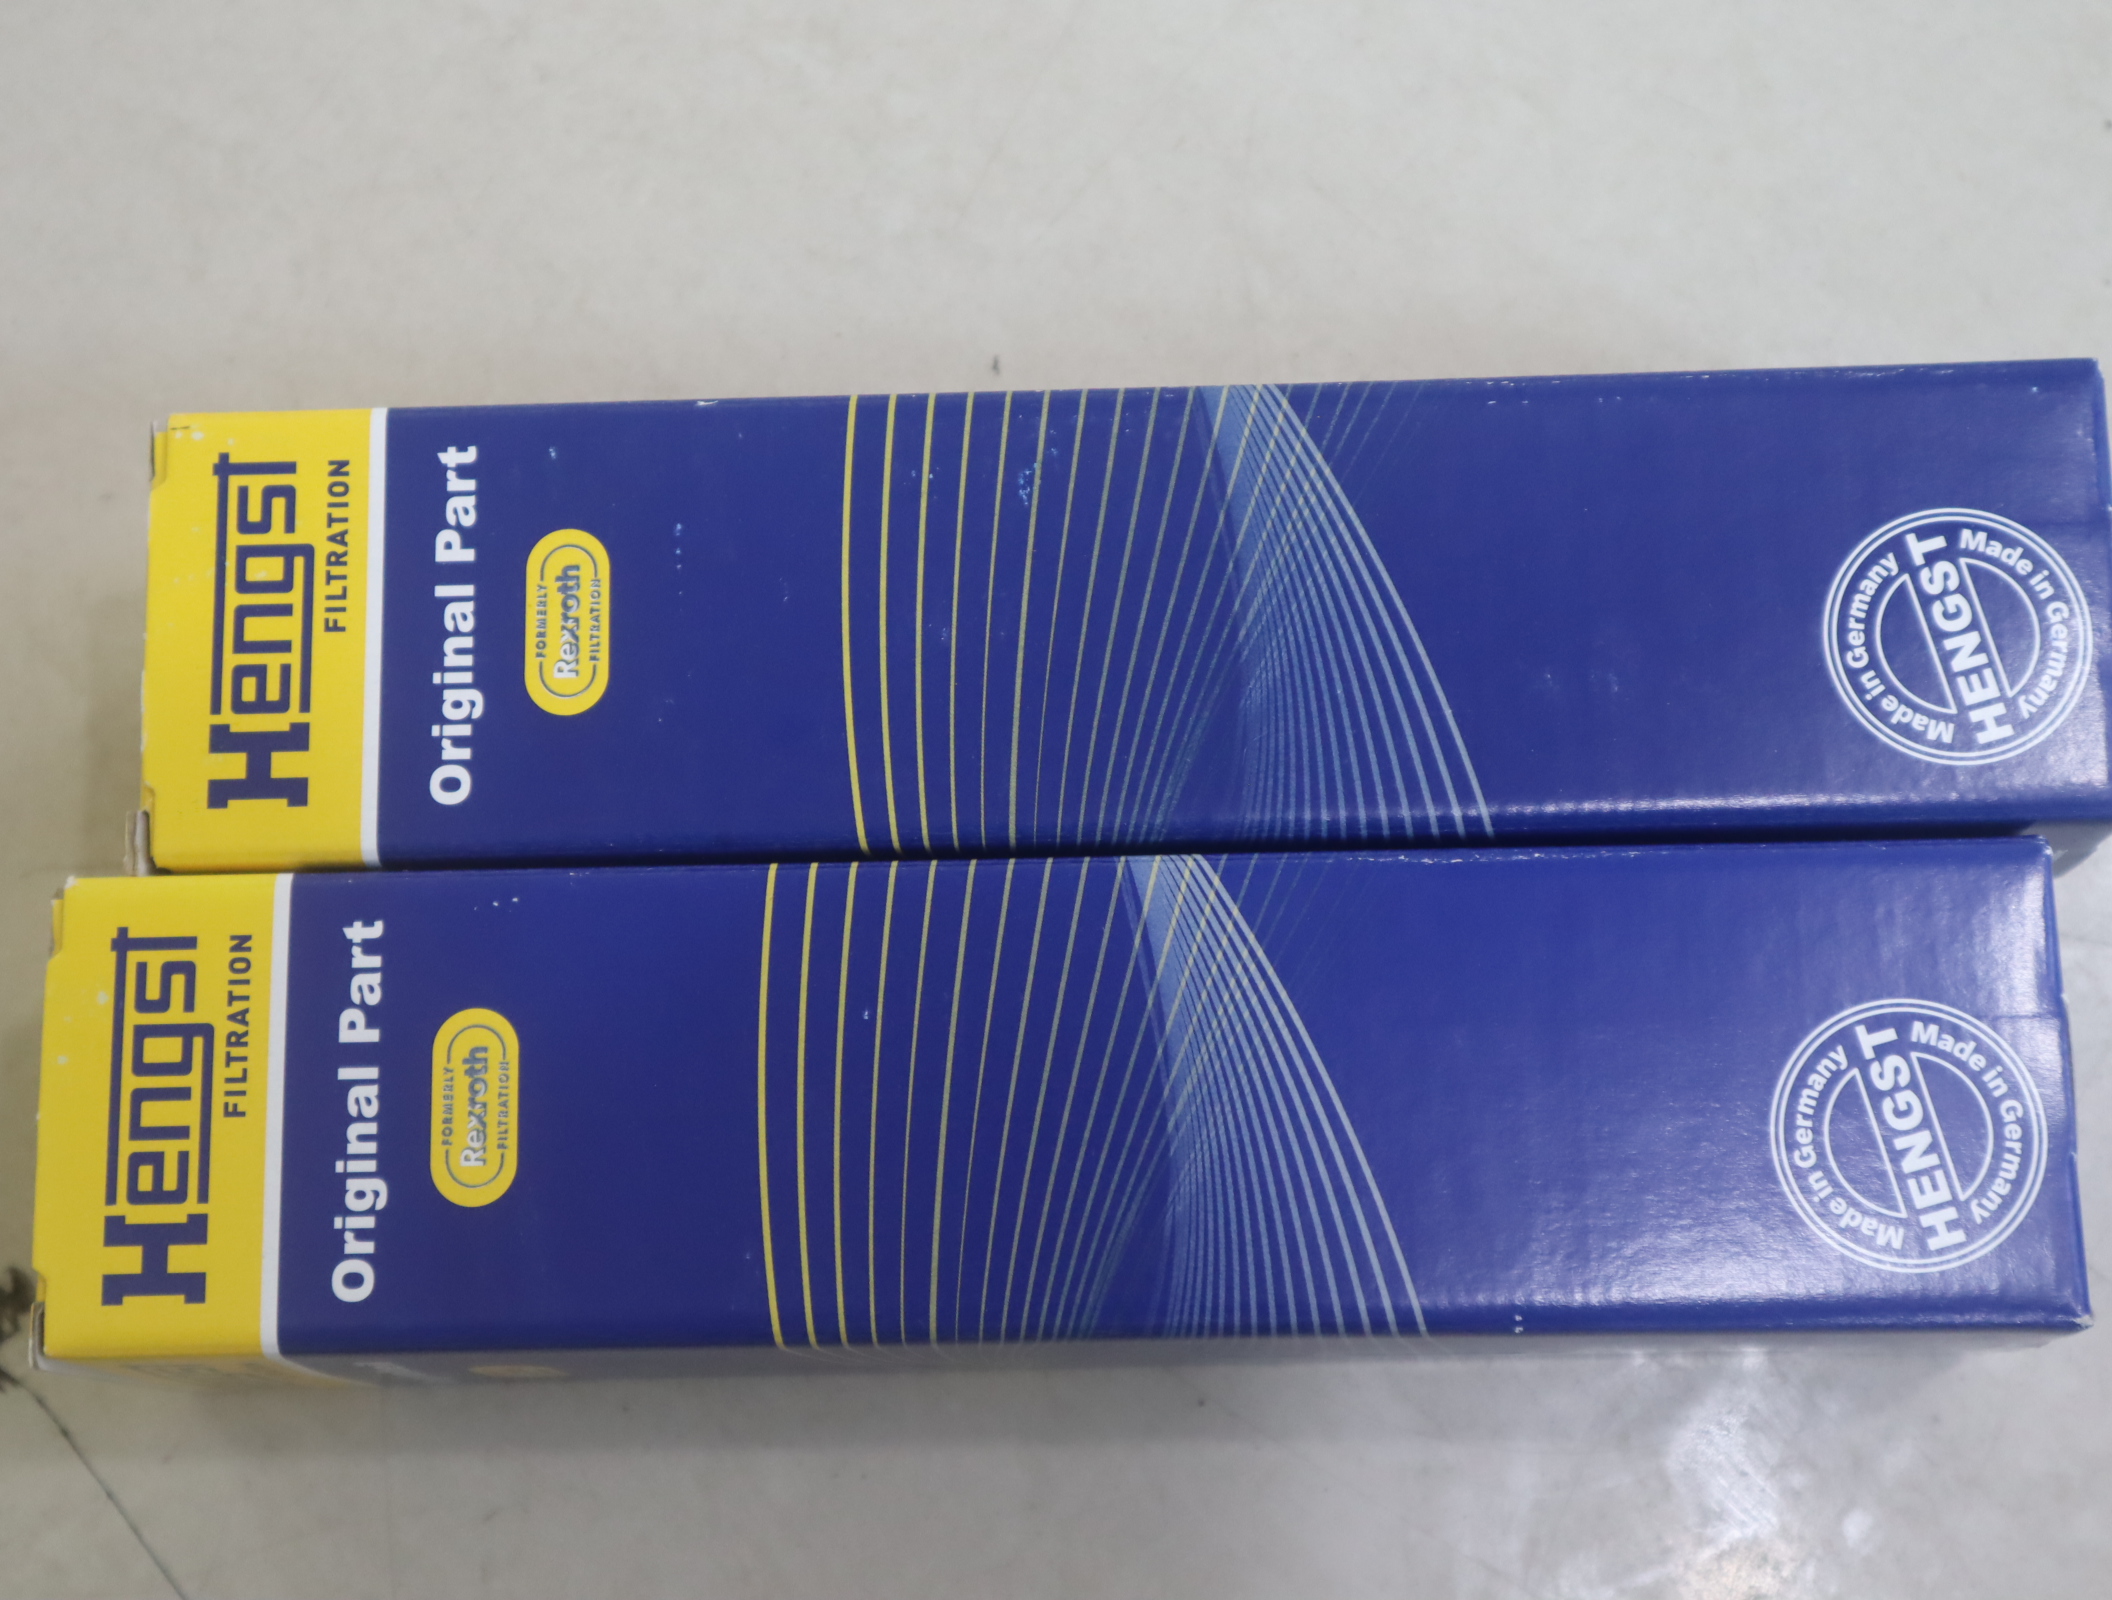 Hengst
FILTRATION
Original Part
FORMERLY
Rexroth
FILTRATION
Made in Germany
HENGST
Made in Germany
Hengst
FILTRATION
Original Part
FORMERLY
Rexroth
FILTRATION
Made in Germany
HENGST
Made in Germany